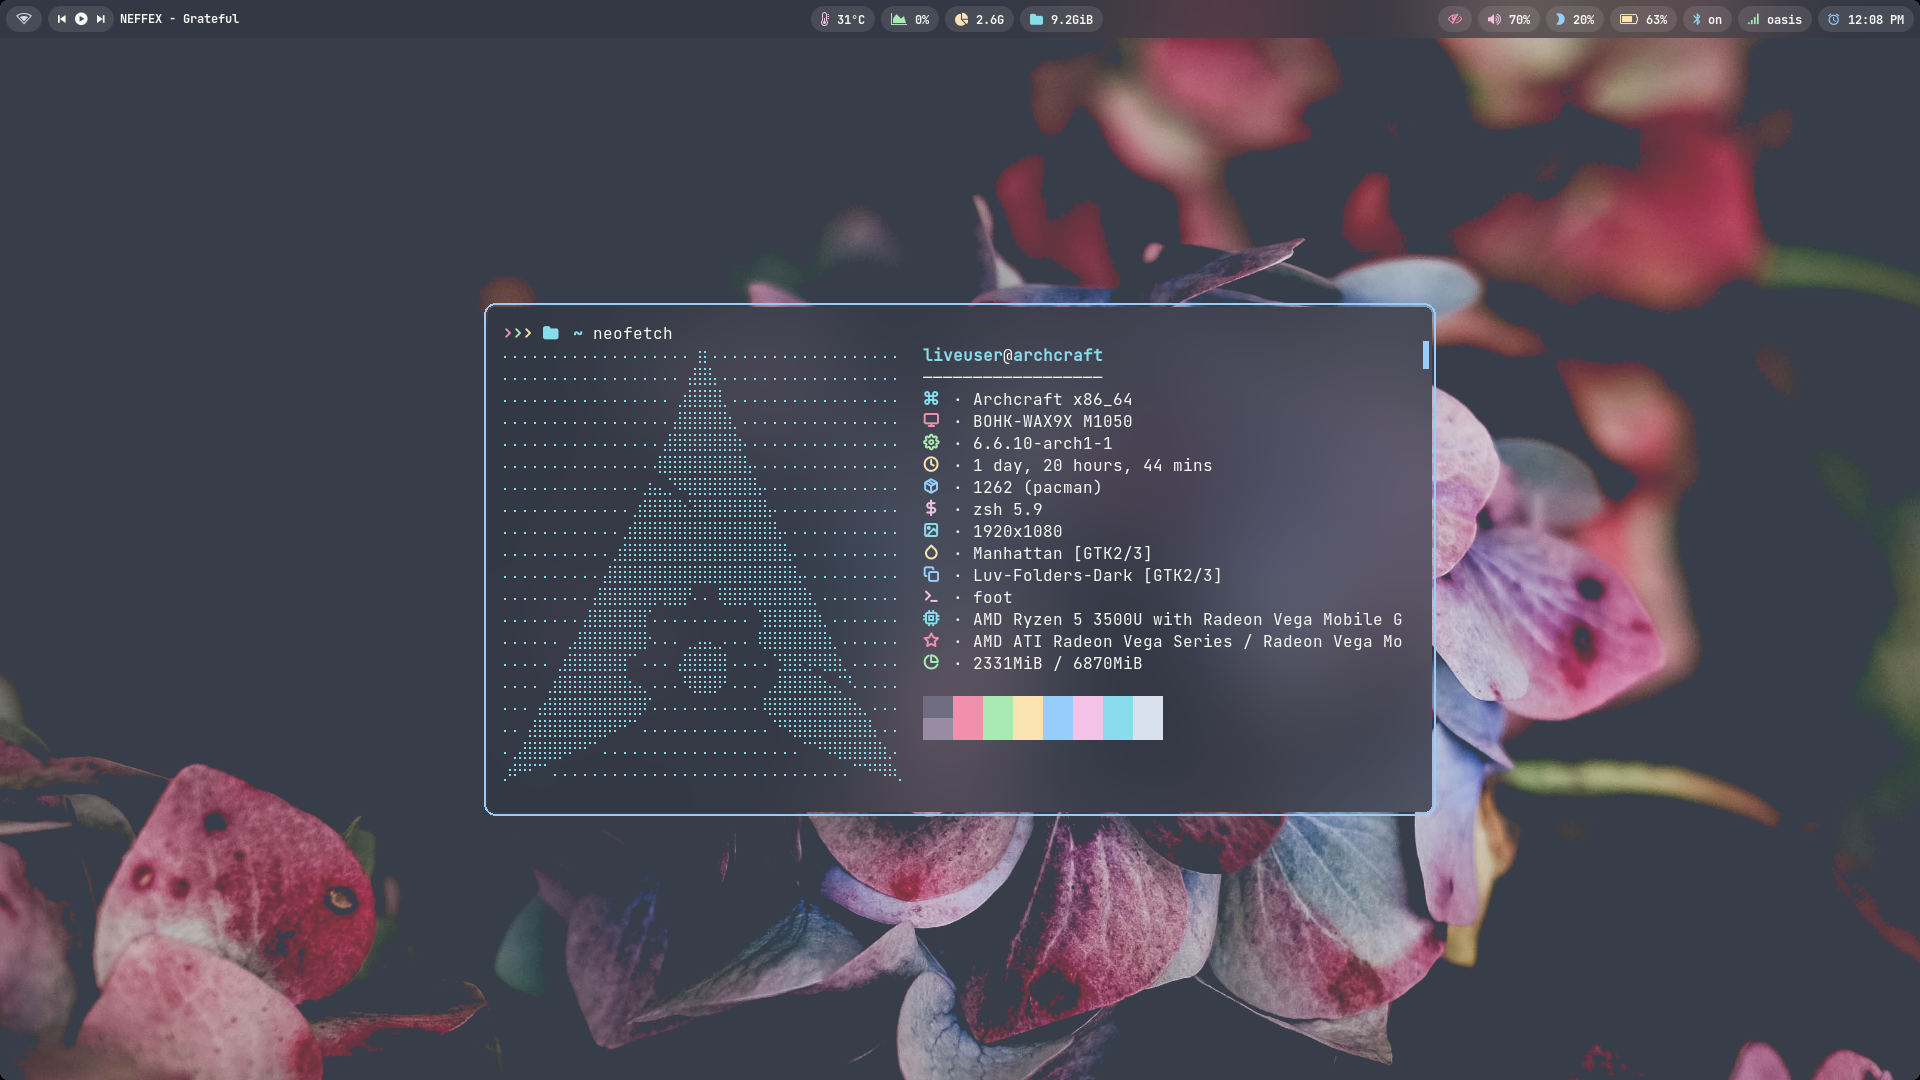 NEFFEX - Grateful
31°C
0%
2.6G
9.2GiB
70%
20%
63%
on
oasis
12:08 PM
~ neofetch
liveuser@archcraft
· Archcraft x86_64
· BOHK-WAX9X M1050
· 6.6.10-arch1-1
· 1 day, 20 hours, 44 mins
· 1262 (pacman)
· zsh 5.9
· 1920x1080
· Manhattan [GTK2/3]
· Luv-Folders-Dark [GTK2/3]
· foot
· AMD Ryzen 5 3500U with Radeon Vega Mobile G
· AMD ATI Radeon Vega Series / Radeon Vega Mo
· 2331MiB / 6870MiB